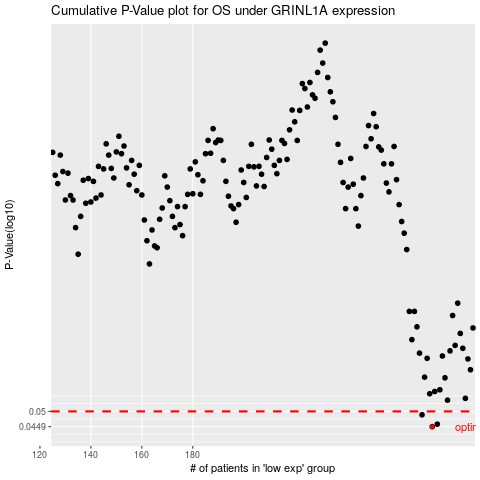 Cumulative P-Value plot for OS under GRINL1A expression
P-Value(log10)
0.05
0.0449
optir
120 140 160 180
# of patients in 'low exp' group